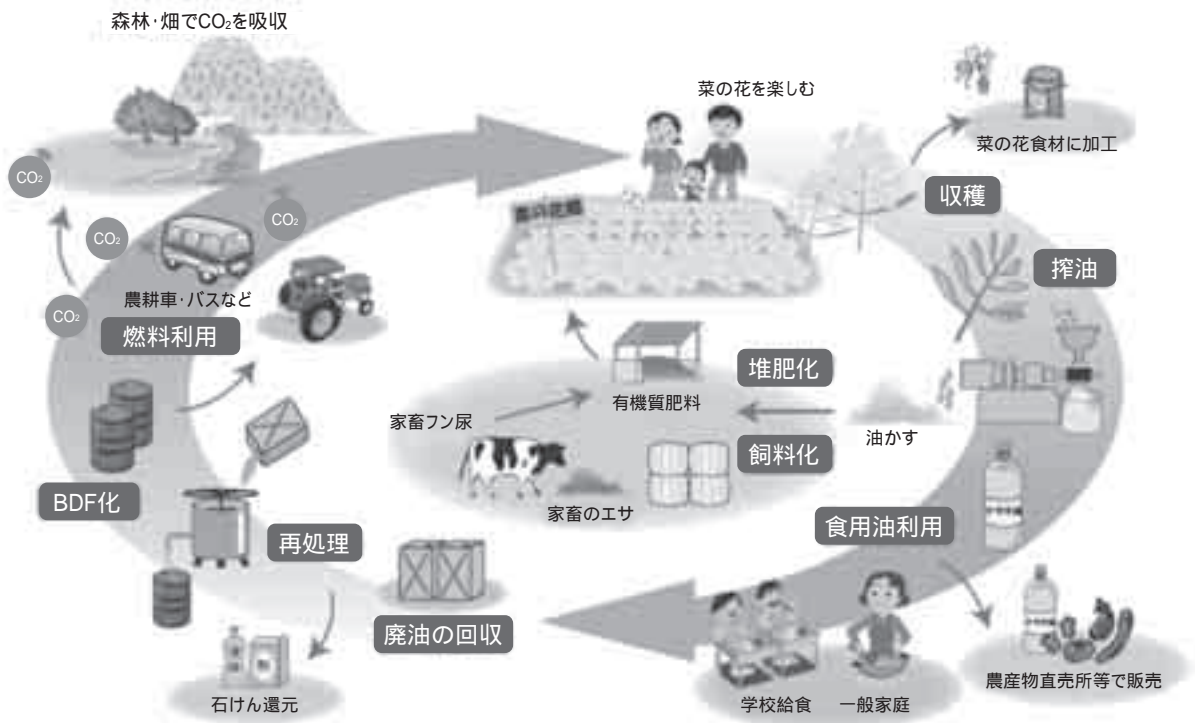 森林・畑でCO₂を吸収
菜の花を楽しむ
菜の花食材に加工
収穫
搾油
CO₂
CO₂
CO₂
CO₂
農耕車・バスなど
燃料利用
堆肥化
有機質肥料
家畜フン尿
油かす
飼料化
家畜のエサ
BDF化
再処理
食用油利用
廃油の回収
石けん還元
学校給食
一般家庭
農産物直売所等で販売